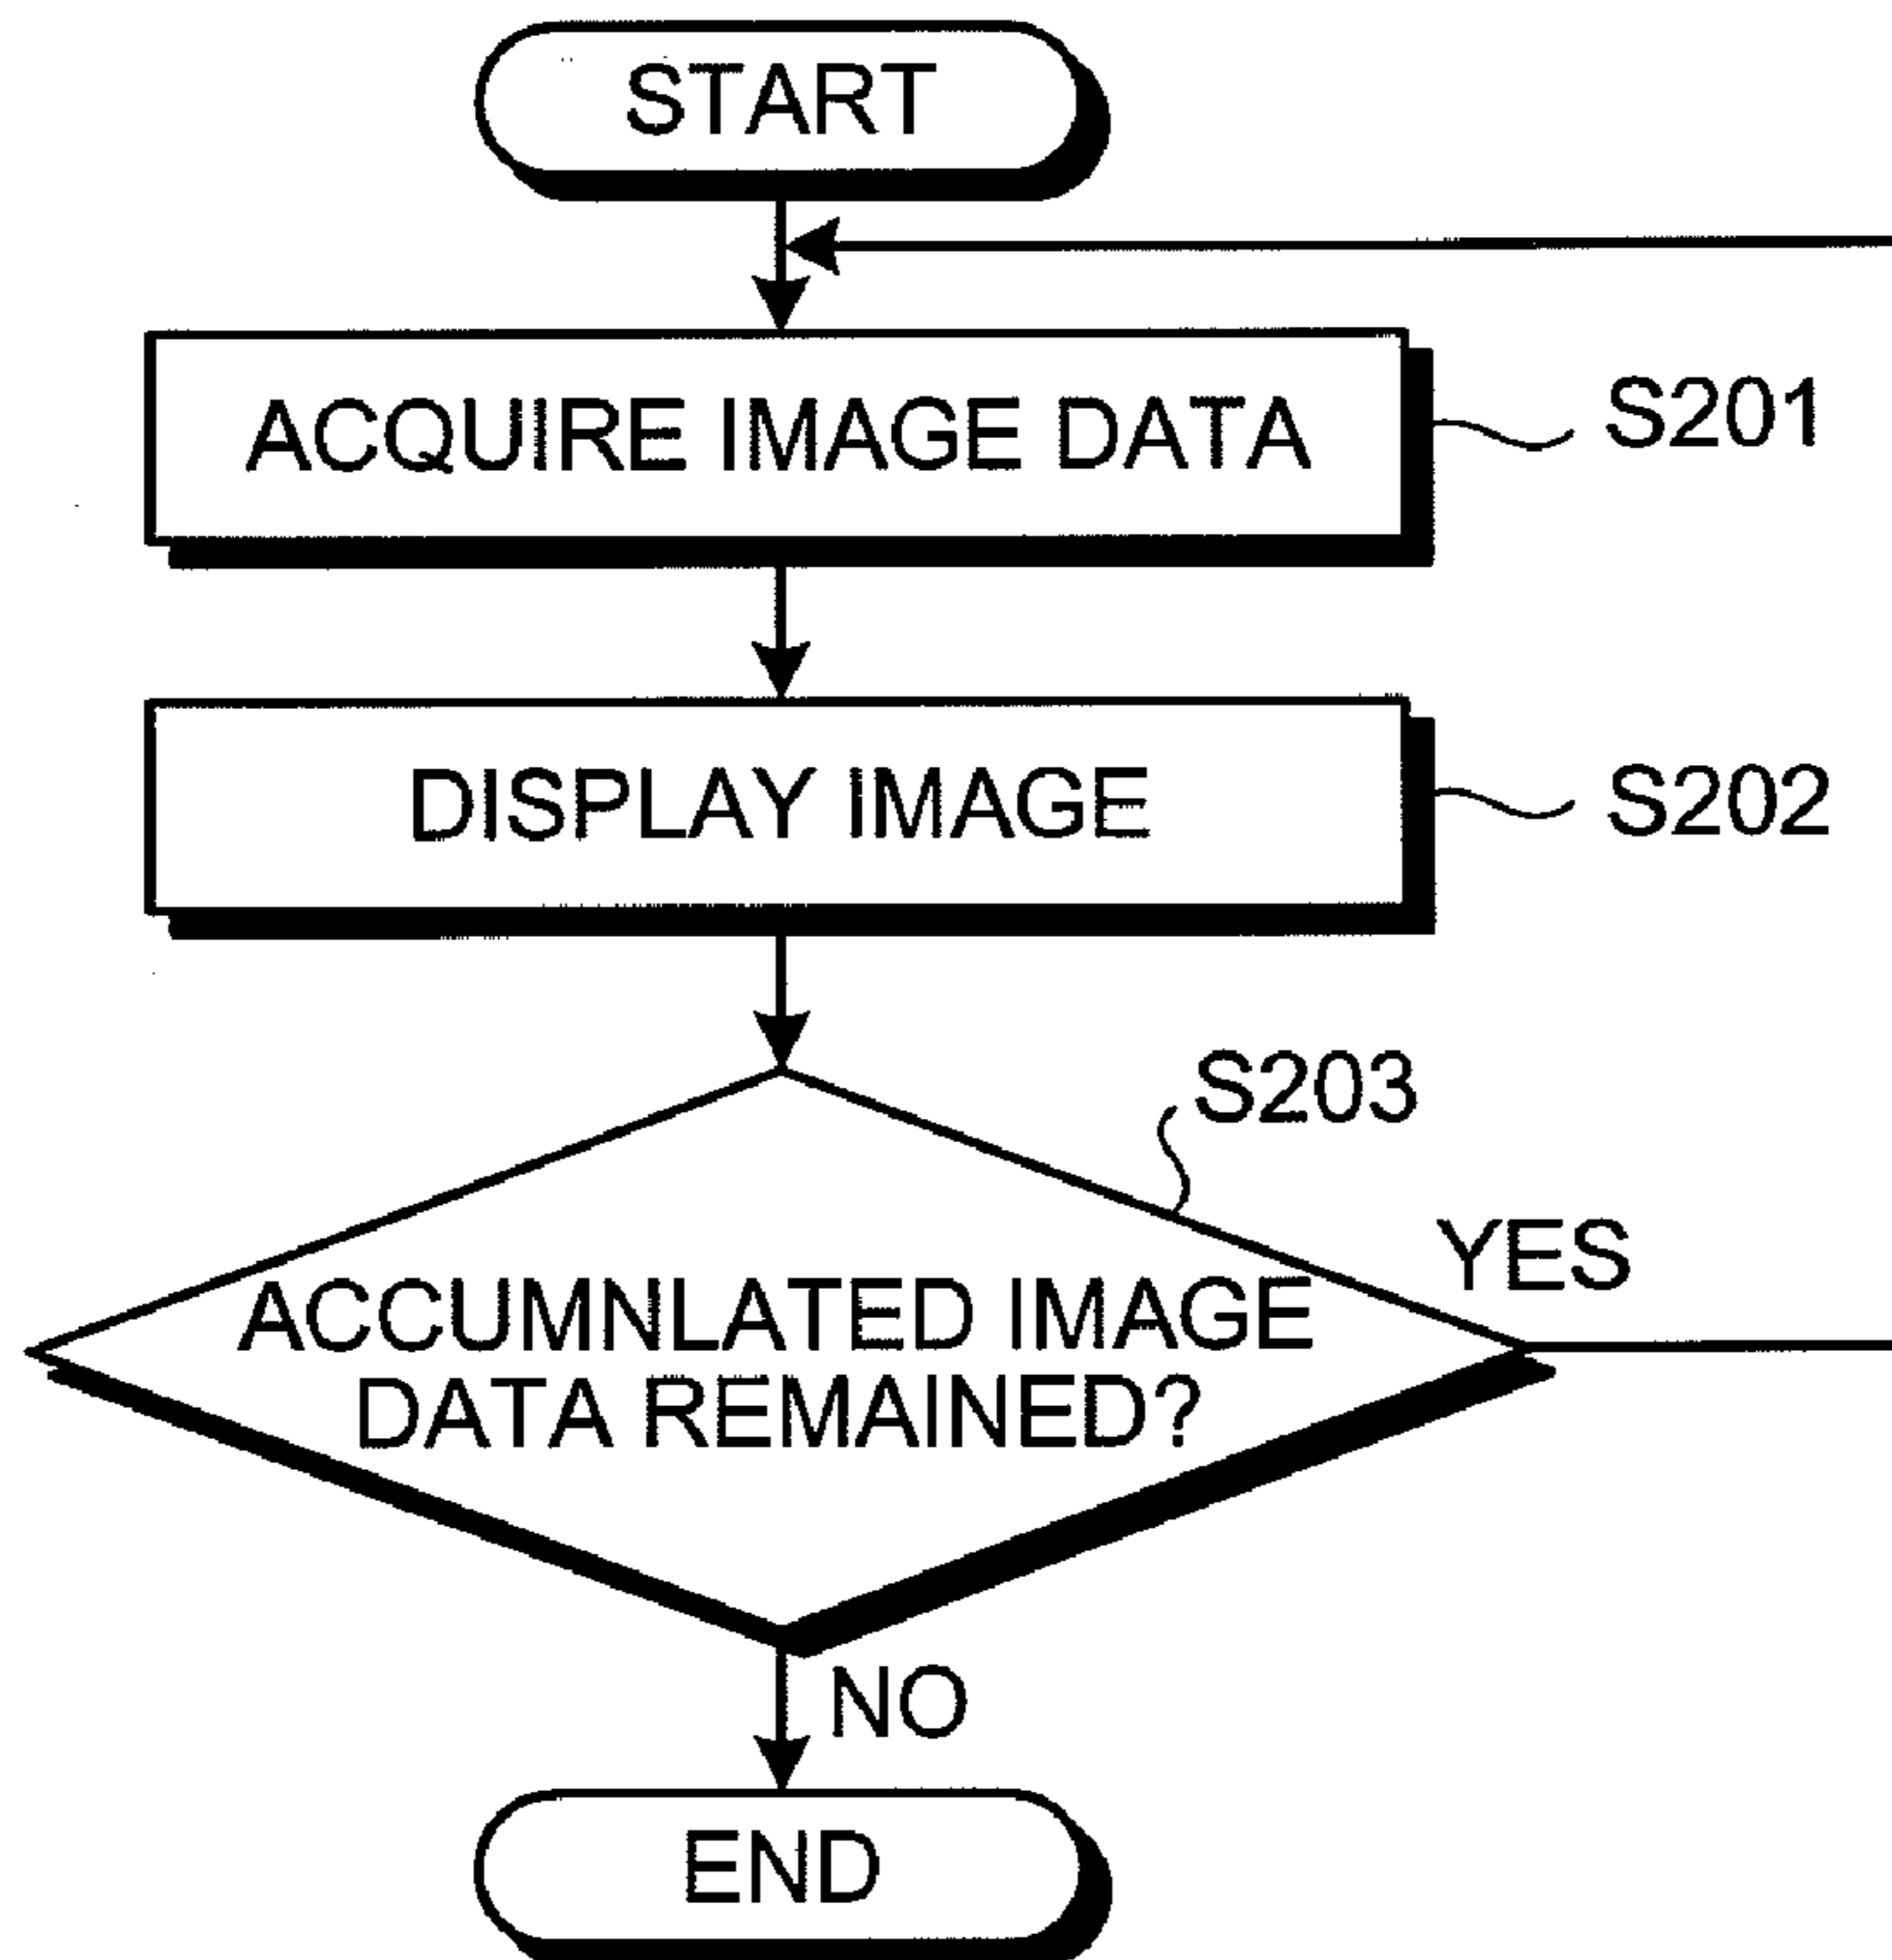 START
ACQUIRE IMAGE DATA
S201
DISPLAY IMAGE
S202
S203
YES
ACCUMNLATED IMAGE
DATA REMAINED?
NO
END